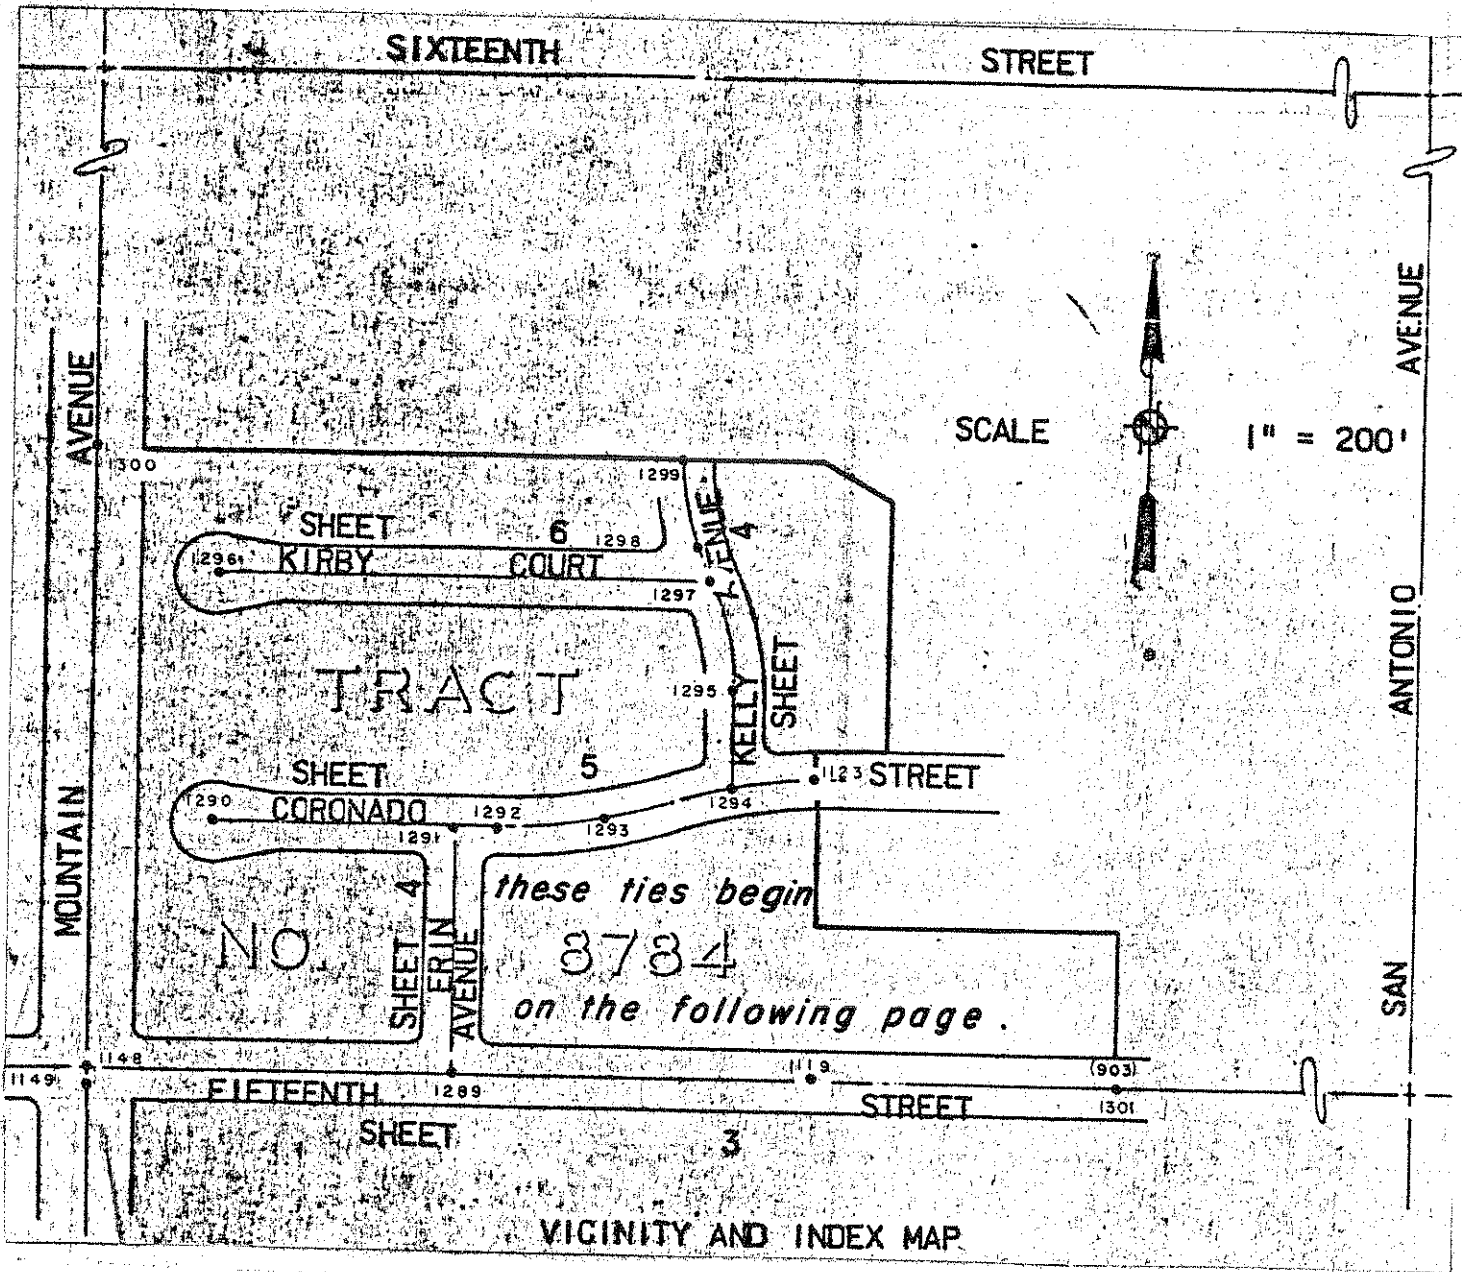 SIXTEENTH STREET
AVENUE
AVENUE
SCALE 1" = 200'
1300
1299
SHEET 6 1298
4
1296 KIRBY COURT
1297
ANTONIO
TRACT
1295
KELLY
SHEET
SHEET 5
1123 STREET
1290 CORONADO 1292
1294
1291
1293
MOUNTAIN
4
these ties begin
NO. 8784
SHEET
ERIN
AVENUE
on the following page.
SAN
1148
1149
1119
(903)
FIFTEENTH 1289
STREET 1301
SHEET 3
VICINITY AND INDEX MAP